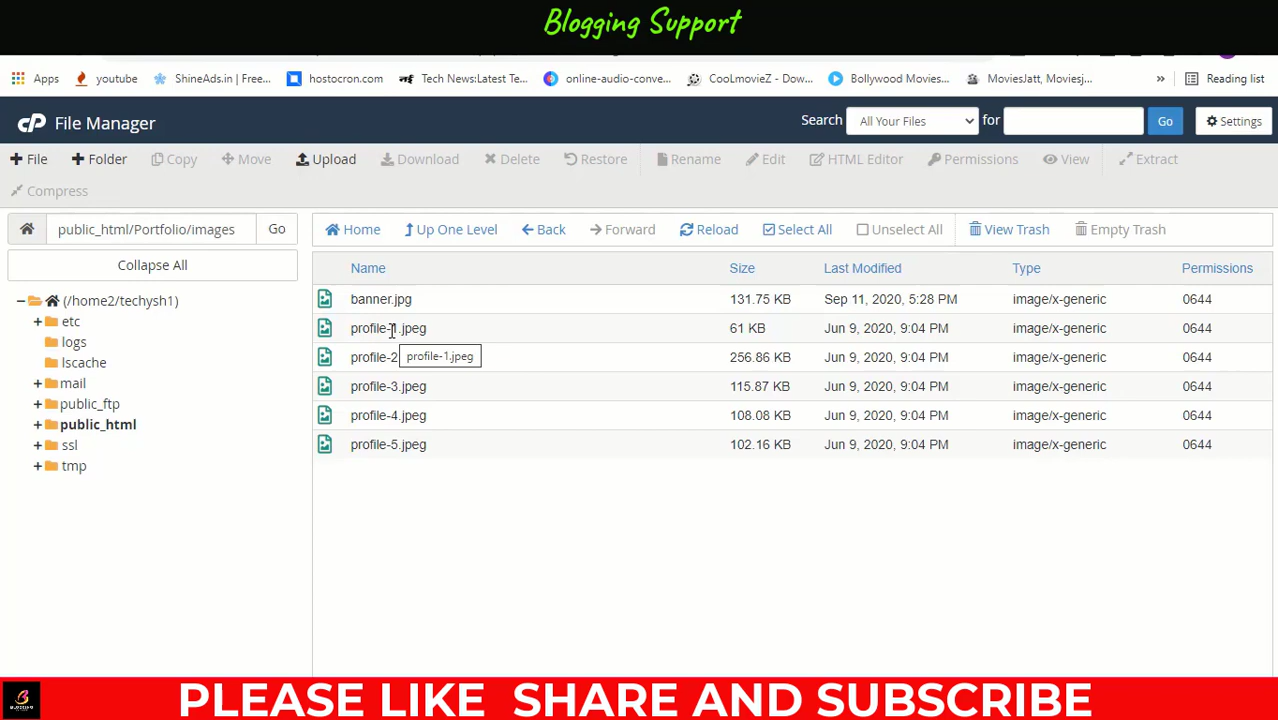 Blogging Support
Apps youtube ShineAds.in | Free... hostocron.com Tech News:Latest Te... online-audio-conve... CooLmovieZ - Dow... Bollywood Movies... MoviesJatt, Moviesj... » Reading list
cP File Manager Search All Your Files for Go Settings
+ File + Folder Copy Move Upload Download Delete Restore Rename Edit HTML Editor Permissions View Extract
Compress
public_html/Portfolio/images Go Home Up One Level Back Forward Reload Select All Unselect All View Trash Empty Trash
Collapse All
Name Size Last Modified Type Permissions
(/home2/techysh1)
etc
logs
lscache
mail
public_ftp
public_html
ssl
tmp
banner.jpg 131.75 KB Sep 11, 2020, 5:28 PM image/x-generic 0644
profile-1.jpeg 61 KB Jun 9, 2020, 9:04 PM image/x-generic 0644
profile-2 256.86 KB Jun 9, 2020, 9:04 PM image/x-generic 0644
profile-1.jpeg
profile-3.jpeg 115.87 KB Jun 9, 2020, 9:04 PM image/x-generic 0644
profile-4.jpeg 108.08 KB Jun 9, 2020, 9:04 PM image/x-generic 0644
profile-5.jpeg 102.16 KB Jun 9, 2020, 9:04 PM image/x-generic 0644
PLEASE LIKE SHARE AND SUBSCRIBE